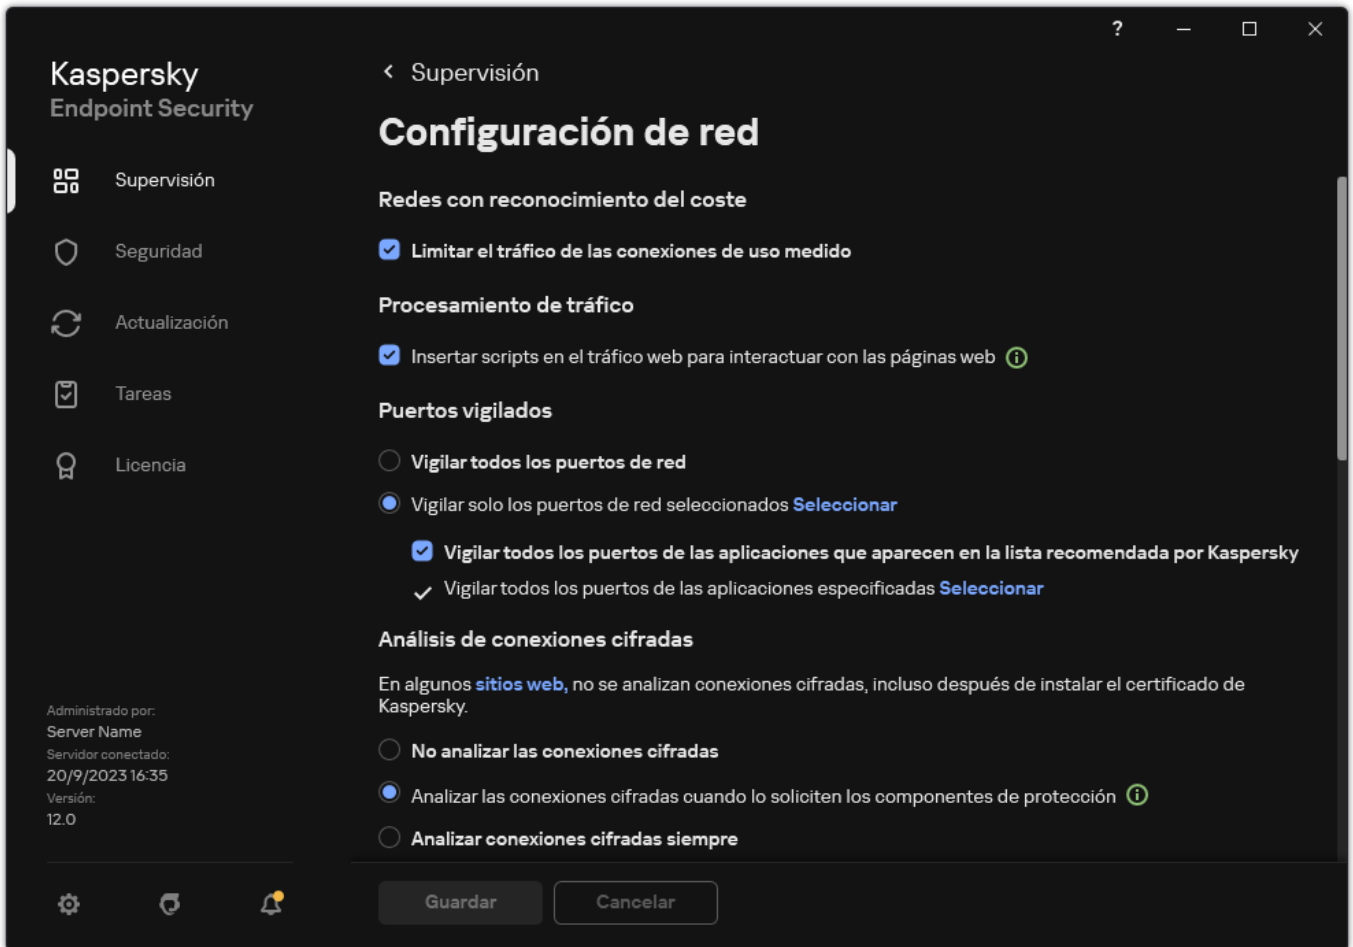 ?
Kaspersky
Endpoint Security
Supervisión
Seguridad
Actualización
Tareas
Licencia
Administrado por:
Server Name
Servidor conectado:
20/9/2023 16:35
Versión:
12.0
Supervisión
Configuración de red
Redes con reconocimiento del coste
Limitar el tráfico de las conexiones de uso medido
Procesamiento de tráfico
Insertar scripts en el tráfico web para interactuar con las páginas web
Puertos vigilados
Vigilar todos los puertos de red
Vigilar solo los puertos de red seleccionados Seleccionar
Vigilar todos los puertos de las aplicaciones que aparecen en la lista recomendada por Kaspersky
Vigilar todos los puertos de las aplicaciones especificadas Seleccionar
Análisis de conexiones cifradas
En algunos sitios web, no se analizan conexiones cifradas, incluso después de instalar el certificado de
Kaspersky.
No analizar las conexiones cifradas
Analizar las conexiones cifradas cuando lo soliciten los componentes de protección
Analizar conexiones cifradas siempre
Guardar
Cancelar